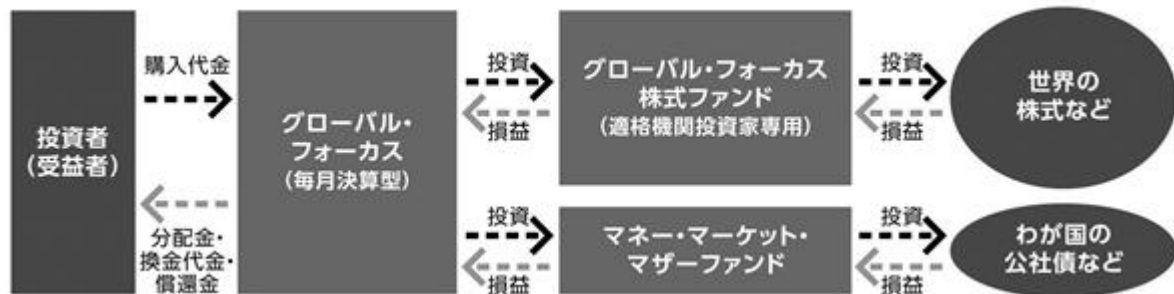 投資者
(受益者)
購入代金
分配金・
換金代金・
償還金
グローバル・
フォーカス
(毎月決算型)
投資
損益
グローバル・フォーカス
株式ファンド
(適格機関投資家専用)
投資
損益
世界の
株式など
投資
損益
マネー・マーケット・
マザーファンド
投資
損益
わが国の
公社債など